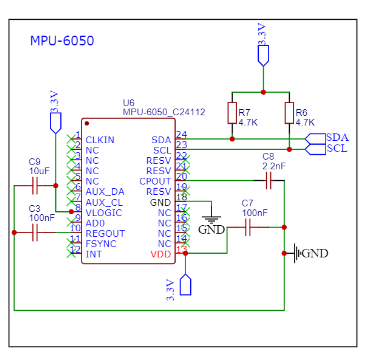 MPU-6050
3.3V
3.3V
U6
MPU-6050_C24112
R7
4.7K
R6
4.7K
1 CLKIN SDA 24
2 NC SCL 23
3 NC RESV 22
4 NC RESV 21
5 NC CPOUT 20
6 AUX_DA RESV 19
7 AUX_CL GND 18
8 VLOGIC NC 17
9 AD0 NC 16
10 REGOUT NC 15
11 FSYNC NC 14
12 INT VDD 13
SDA
SCL
C9
10uF
C3
100nF
C8
2.2nF
C7
100nF
GND
GND
3.3V